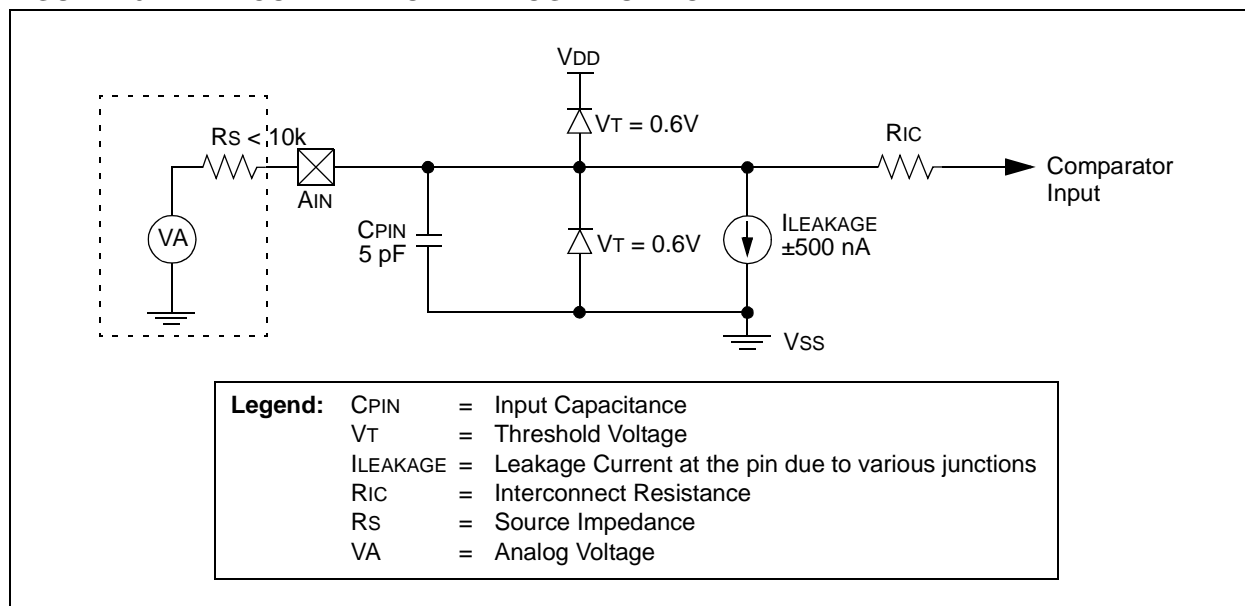 VDD
VT = 0.6V
RS < 10k
RIC
AIN
Comparator
Input
VA
CPIN
5 pF
VT = 0.6V
ILEAKAGE
±500 nA
VSS
Legend: CPIN = Input Capacitance
VT = Threshold Voltage
ILEAKAGE = Leakage Current at the pin due to various junctions
RIC = Interconnect Resistance
RS = Source Impedance
VA = Analog Voltage